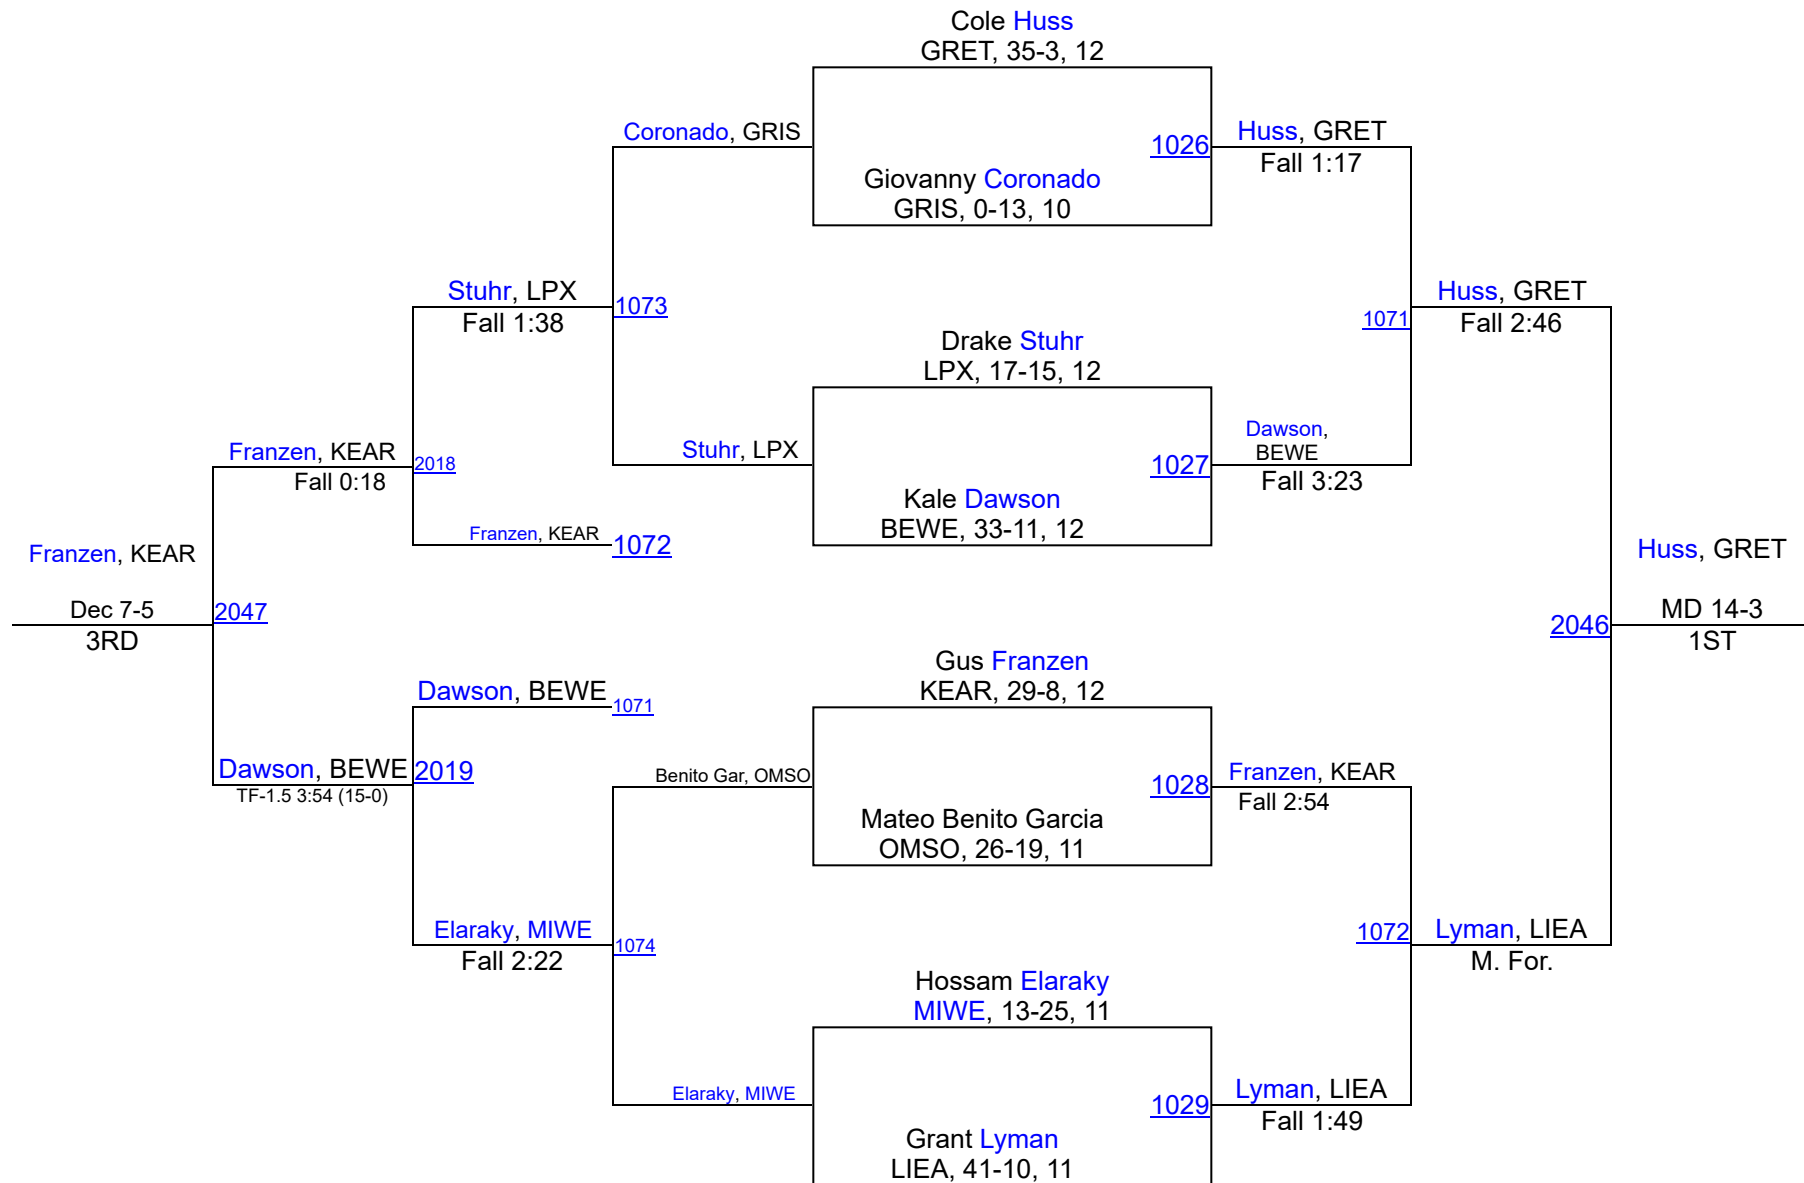 Cole Huss
GRET, 35-3, 12
Coronado, GRIS
1026
Huss, GRET
Fall 1:17
Giovanny Coronado
GRIS, 0-13, 10
Stuhr, LPX
Fall 1:38
1073
1071
Huss, GRET
Fall 2:46
Drake Stuhr
LPX, 17-15, 12
Franzen, KEAR
Fall 0:18
2018
Stuhr, LPX
1027
Dawson,
BEWE
Fall 3:23
Kale Dawson
BEWE, 33-11, 12
Franzen, KEAR
1072
Franzen, KEAR
Dec 7-5
3RD
2047
Huss, GRET
2046
MD 14-3
1ST
Gus Franzen
KEAR, 29-8, 12
Dawson, BEWE
1071
Dawson, BEWE
TF-1.5 3:54 (15-0)
2019
Benito Gar, OMSO
1028
Franzen, KEAR
Fall 2:54
Mateo Benito Garcia
OMSO, 26-19, 11
Elaraky, MIWE
Fall 2:22
1074
1072
Lyman, LIEA
M. For.
Hossam Elaraky
MIWE, 13-25, 11
Elaraky, MIWE
1029
Lyman, LIEA
Fall 1:49
Grant Lyman
LIEA, 41-10, 11